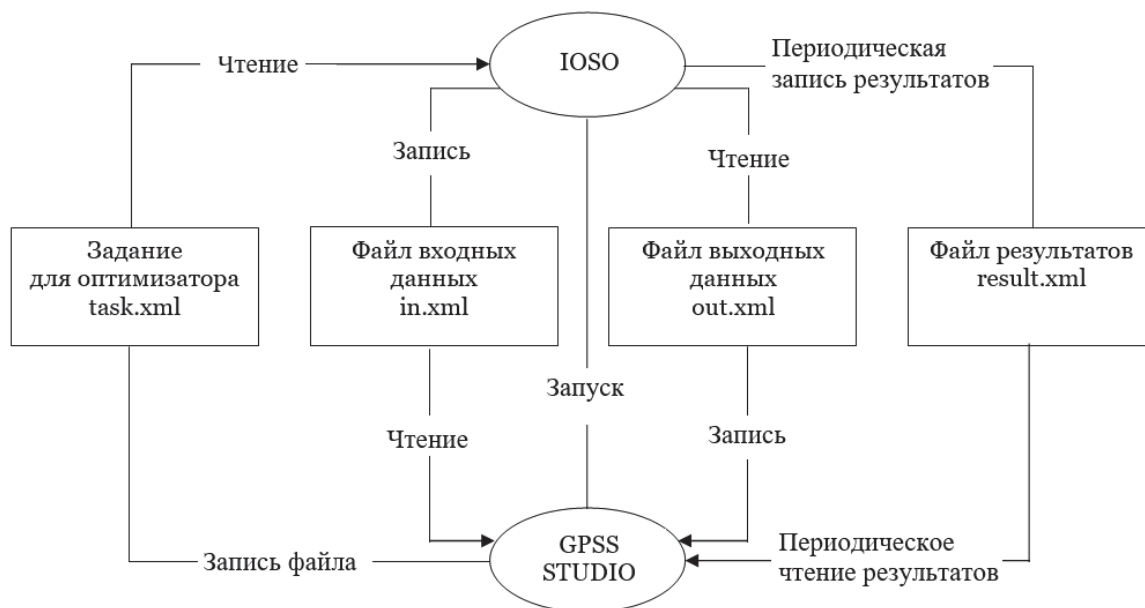 IOSO
Чтение
Периодическая
запись результатов
Запись
Чтение
Задание
для оптимизатора
task.xml
Файл входных
данных
in.xml
Файл выходных
данных
out.xml
Файл результатов
result.xml
Запуск
Чтение
Запись
GPSS
STUDIO
Запись файла
Периодическое
чтение результатов